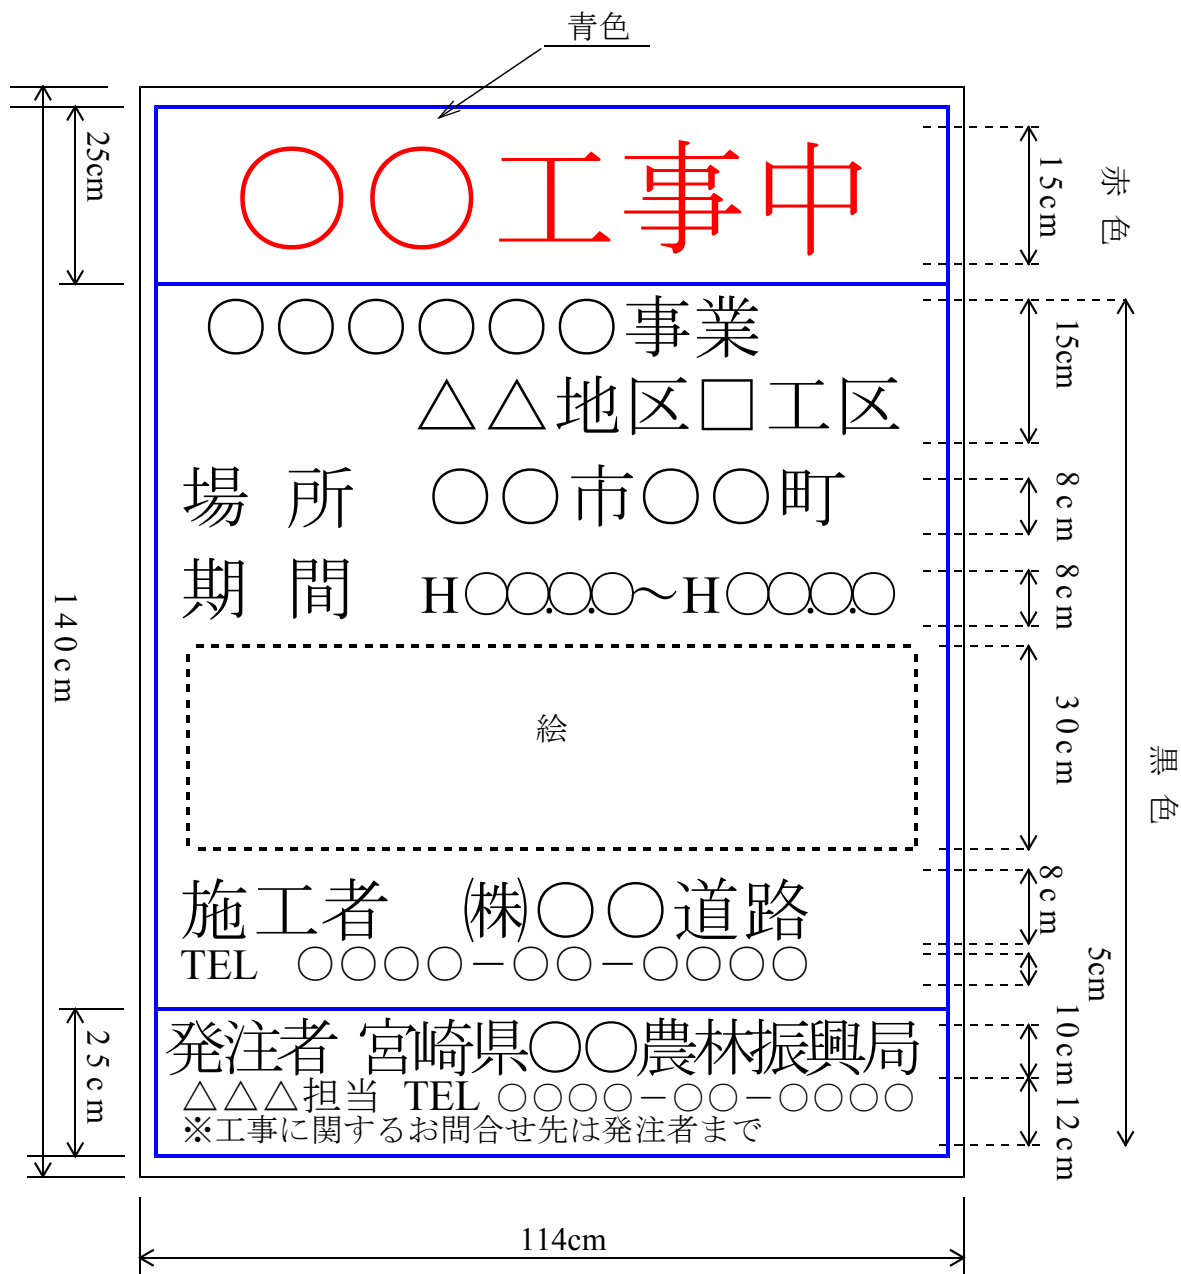 青色
25cm
○○工事中
15cm
赤色
○○○○○○事業
15cm
△△地区□工区
場所 ○○市○○町
8cm
期間 H○○.○.○～H○○.○.○
8cm
140cm
絵
30cm
黒色
施工者 ㈱○○道路
8cm
TEL ○○○○－○○－○○○○
5cm
25cm
発注者 宮崎県○○農林振興局
10cm
△△△担当 TEL ○○○○－○○－○○○○
12cm
※工事に関するお問合せ先は発注者まで
114cm